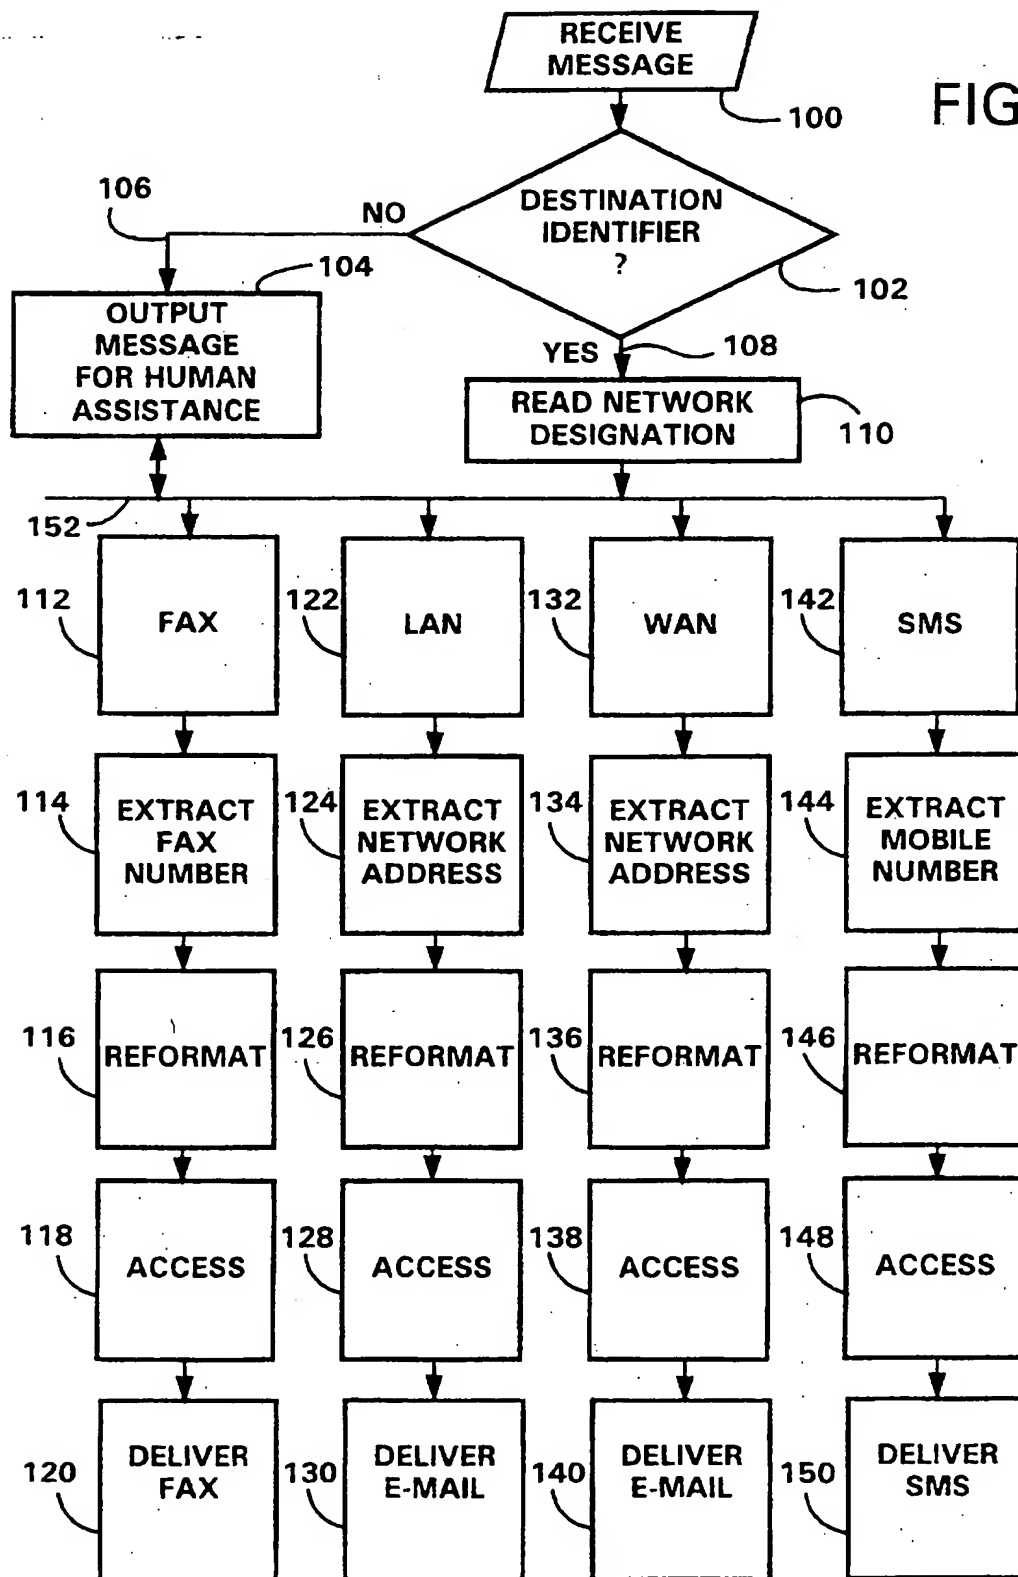 RECEIVE
MESSAGE
100
FIG
DESTINATION
IDENTIFIER
?
102
NO
106
104
OUTPUT
MESSAGE
FOR HUMAN
ASSISTANCE
YES
108
READ NETWORK
DESIGNATION
110
152
112
FAX
122
LAN
132
WAN
142
SMS
114
EXTRACT
FAX
NUMBER
124
EXTRACT
NETWORK
ADDRESS
134
EXTRACT
NETWORK
ADDRESS
144
EXTRACT
MOBILE
NUMBER
116
REFORMAT
126
REFORMAT
136
REFORMAT
146
REFORMAT
118
ACCESS
128
ACCESS
138
ACCESS
148
ACCESS
120
DELIVER
FAX
130
DELIVER
E-MAIL
140
DELIVER
E-MAIL
150
DELIVER
SMS